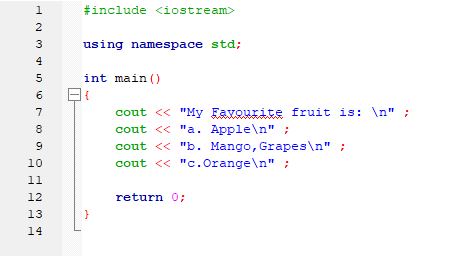 1 #include <iostream>
2
3 using namespace std;
4
5 int main()
6 {
7 cout << "My Favourite fruit is: \n" ;
8 cout << "a. Apple\n" ;
9 cout << "b. Mango,Grapes\n" ;
10 cout << "c.Orange\n" ;
11
12 return 0;
13 }
14